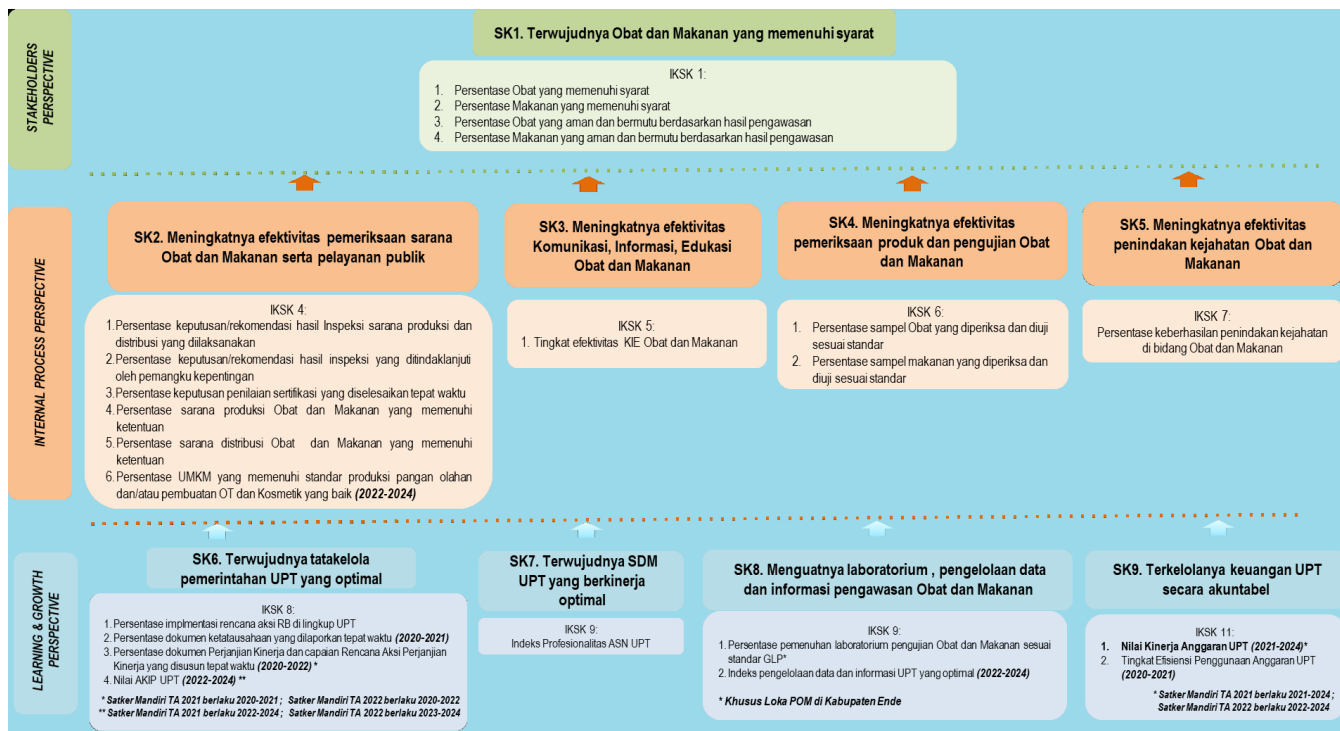 STAKEHOLDERS
PERSPECTIVE
SK1. Terwujudnya Obat dan Makanan yang memenuhi syarat
IKSK 1:
1. Persentase Obat yang memenuhi syarat
2. Persentase Makanan yang memenuhi syarat
3. Persentase Obat yang aman dan bermutu berdasarkan hasil pengawasan
4. Persentase Makanan yang aman dan bermutu berdasarkan hasil pengawasan
INTERNAL PROCESS PERSPECTIVE
SK2. Meningkatnya efektivitas pemeriksaan sarana
Obat dan Makanan serta pelayanan publik
IKSK 4:
1. Persentase keputusan/rekomendasi hasil Inspeksi sarana produksi dan
distribusi yang dilaksanakan
2. Persentase keputusan/rekomendasi hasil inspeksi yang ditindaklanjuti
oleh pemangku kepentingan
3. Persentase keputusan penilaian sertifikasi yang diselesaikan tepat waktu
4. Persentase sarana produksi Obat dan Makanan yang memenuhi
ketentuan
5. Persentase sarana distribusi Obat dan Makanan yang memenuhi
ketentuan
6. Persentase UMKM yang memenuhi standar produksi pangan olahan
dan/atau pembuatan OT dan Kosmetik yang baik (2022-2024)
SK3. Meningkatnya efektivitas
Komunikasi, Informasi, Edukasi
Obat dan Makanan
IKSK 5:
1. Tingkat efektivitas KIE Obat dan Makanan
SK4. Meningkatnya efektivitas
pemeriksaan produk dan pengujian Obat
dan Makanan
IKSK 6:
1. Persentase sampel Obat yang diperiksa dan diuji
sesuai standar
2. Persentase sampel makanan yang diperiksa dan
diuji sesuai standar
SK5. Meningkatnya efektivitas
penindakan kejahatan Obat dan
Makanan
IKSK 7:
Persentase keberhasilan penindakan kejahatan
di bidang Obat dan Makanan
LEARNING & GROWTH
PERSPECTIVE
SK6. Terwujudnya tatakelola
pemerintahan UPT yang optimal
IKSK 8:
1. Persentase implmentasi rencana aksi RB di lingkup UPT
2. Persentase dokumen ketatausahaan yang dilaporkan tepat waktu (2020-2021)
3. Persentase dokumen Perjanjian Kinerja dan capaian Rencana Aksi Perjanjian
Kinerja yang disusun tepat waktu (2020-2022) *
4. Nilai AKIP UPT (2022-2024) **
* Satker Mandiri TA 2021 berlaku 2020-2021 ; Satker Mandiri TA 2022 berlaku 2020-2022
** Satker Mandiri TA 2021 berlaku 2022-2024 ; Satker Mandiri TA 2022 berlaku 2023-2024
SK7. Terwujudnya SDM
UPT yang berkinerja
optimal
IKSK 9:
Indeks Profesionalitas ASN UPT
SK8. Menguatnya laboratorium , pengelolaan data
dan informasi pengawasan Obat dan Makanan
IKSK 9:
1. Persentase pemenuhan laboratorium pengujian Obat dan Makanan sesuai
standar GLP*
2. Indeks pengelolaan data dan informasi UPT yang optimal (2022-2024)
* Khusus Loka POM di Kabupaten Ende
SK9. Terkelolanya keuangan UPT
secara akuntabel
IKSK 11:
1. Nilai Kinerja Anggaran UPT (2021-2024)*
2. Tingkat Efisiensi Penggunaan Anggaran UPT
(2020-2021)
* Satker Mandiri TA 2021 berlaku 2021-2024 ;
Satker Mandiri TA 2022 berlaku 2022-2024